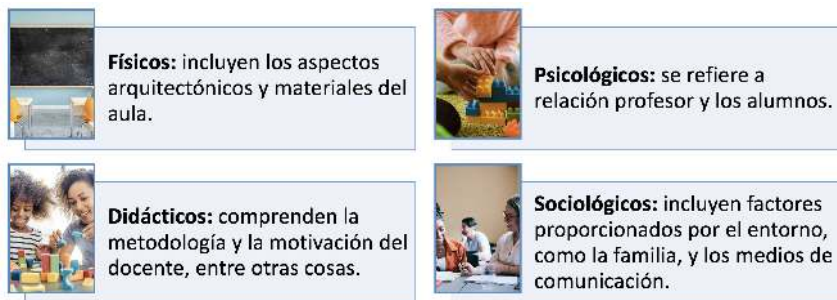 Físicos: incluyen los aspectos
arquitectónicos y materiales del
aula.
Psicológicos: se refiere a
relación profesor y los alumnos.
Didácticos: comprenden la
metodología y la motivación del
docente, entre otras cosas.
Sociológicos: incluyen factores
proporcionados por el entorno,
como la familia, y los medios de
comunicación.